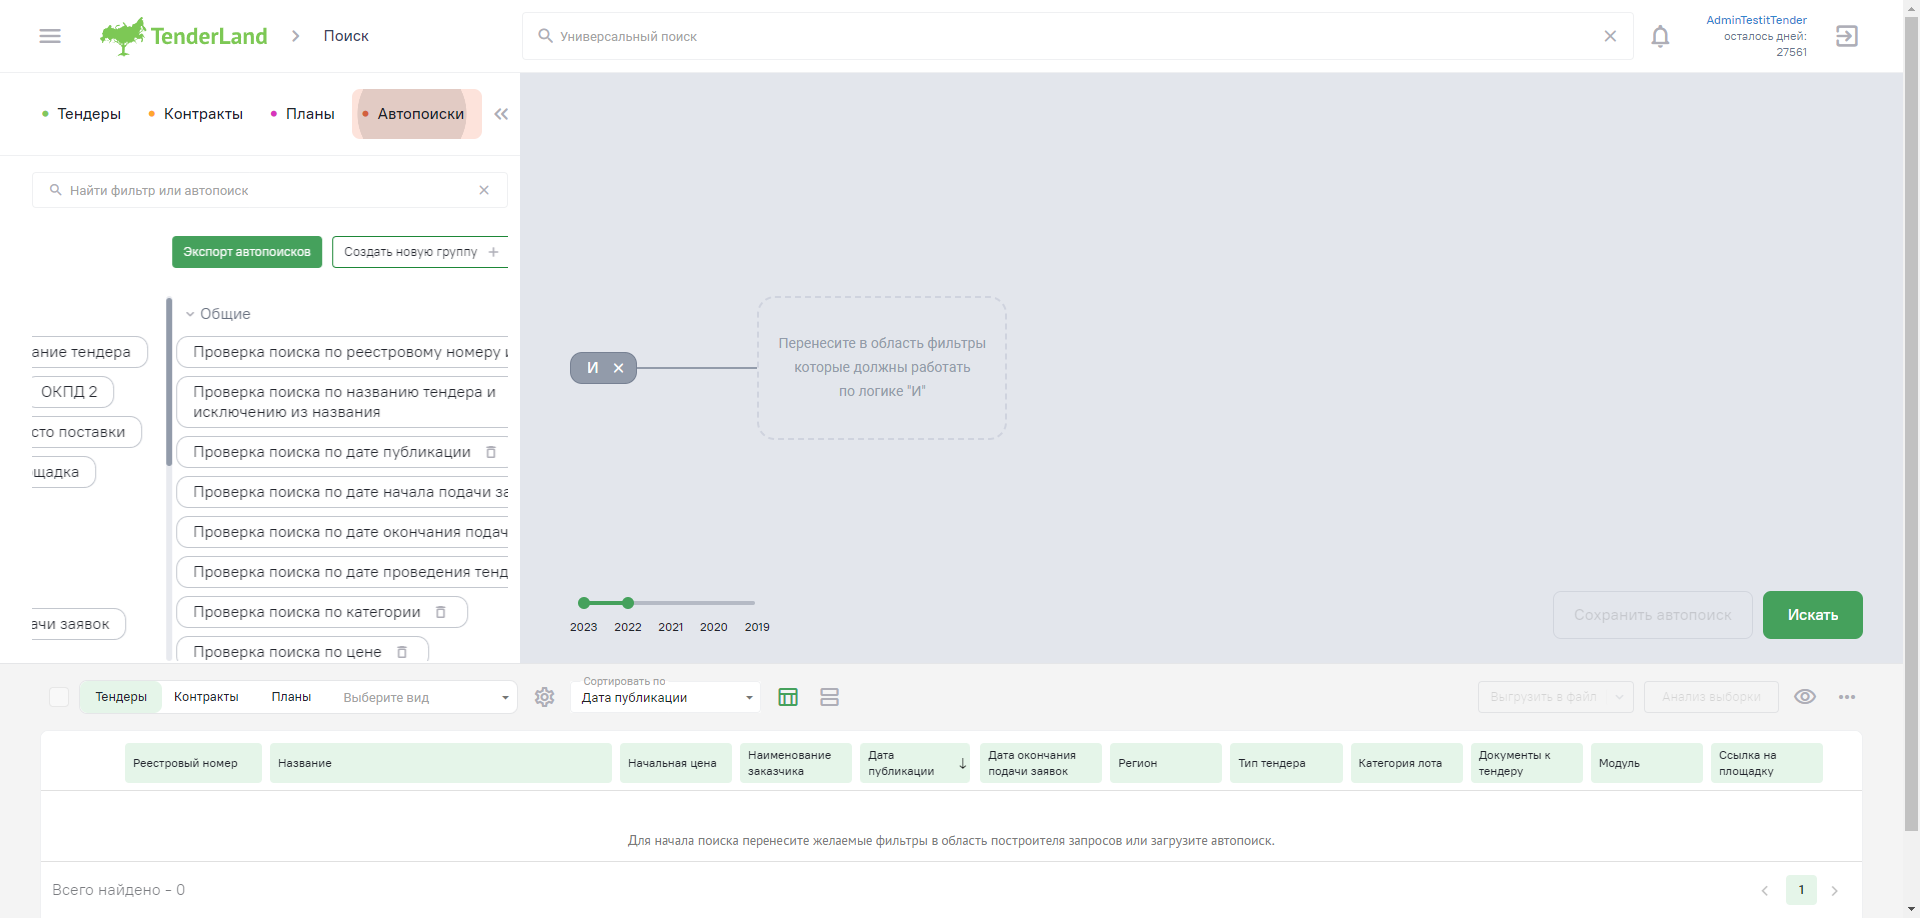 TenderLand
Поиск
Универсальный поиск
AdminTestitTender
осталось дней:
27561
Тендеры
Контракты
Планы
Автопоиски
Найти фильтр или автопоиск
Экспорт автопоисков
Создать новую группу
Общие
ание тендера
ОКПД 2
сто поставки
щадка
ачи заявок
Проверка поиска по реестровому номеру и
Проверка поиска по названию тендера и
исключению из названия
Проверка поиска по дате публикации
Проверка поиска по дате начала подачи за
Проверка поиска по дате окончания подач
Проверка поиска по дате проведения тенд
Проверка поиска по категории
Проверка поиска по цене
И
Перенесите в область фильтры
которые должны работать
по логике "И"
2023 2022 2021 2020 2019
Сохранить автопоиск
Искать
Тендеры
Контракты
Планы
Выберите вид
Сортировать по
Дата публикации
Выгрузить в файл
Анализ выборки
Реестровый номер
Название
Начальная цена
Наименование
заказчика
Дата
публикации
Дата окончания
подачи заявок
Регион
Тип тендера
Категория лота
Документы к
тендеру
Модуль
Ссылка на
площадку
Для начала поиска перенесите желаемые фильтры в область построителя запросов или загрузите автопоиск.
Всего найдено - 0
1